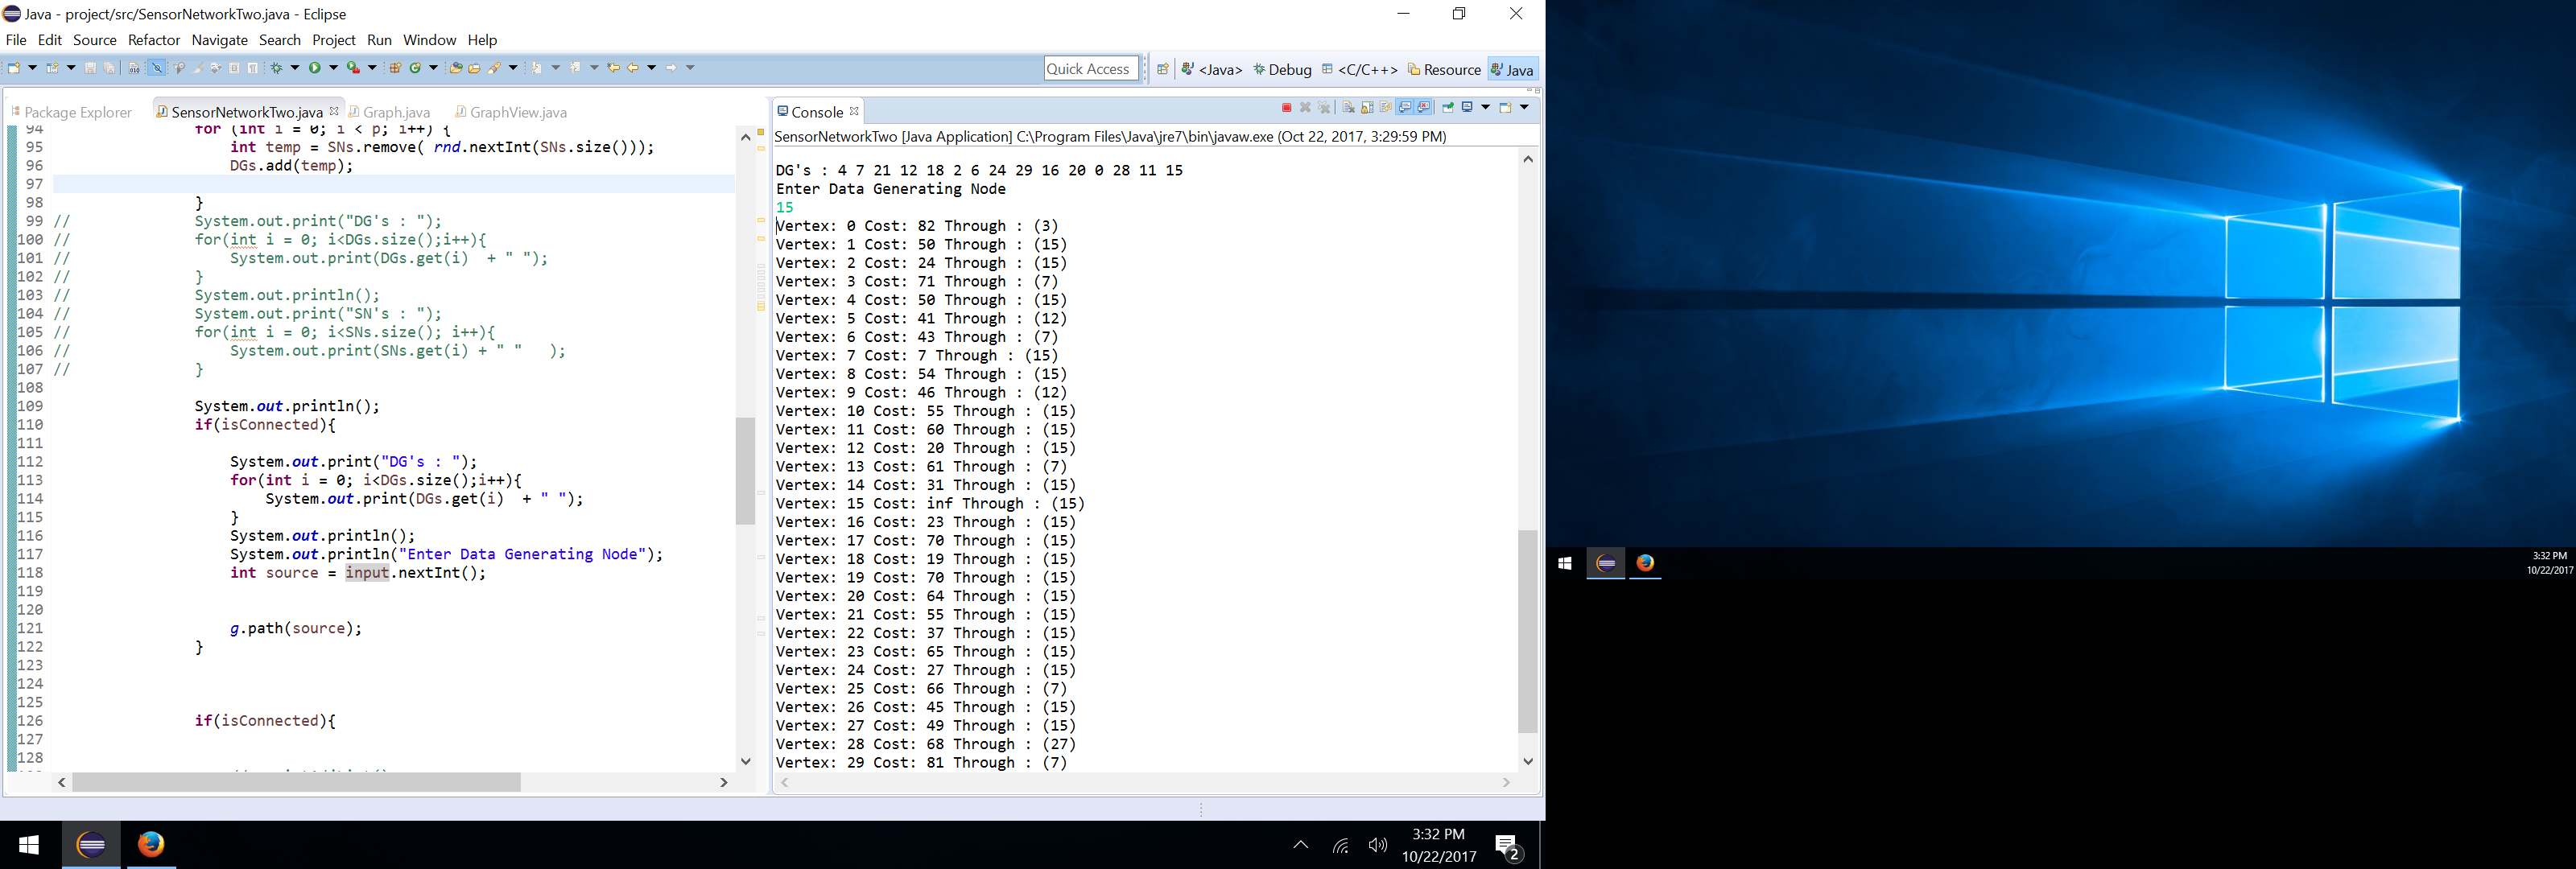 Java - project/src/SensorNetworkTwo.java - Eclipse
File Edit Source Refactor Navigate Search Project Run Window Help
Quick Access <Java> Debug <C/C++> Resource Java
Package Explorer SensorNetworkTwo.java Graph.java GraphView.java
94 for (int i = 0; i < p; i++) {
95 int temp = SNs.remove( rnd.nextInt(SNs.size()));
96 DGs.add(temp);
97
98 }
99 // System.out.print("DG's : ");
100 // for(int i = 0; i<DGs.size();i++){
101 // System.out.print(DGs.get(i) + " ");
102 // }
103 // System.out.println();
104 // System.out.print("SN's : ");
105 // for(int i = 0; i<SNs.size(); i++){
106 // System.out.print(SNs.get(i) + " " );
107 // }
108
109 System.out.println();
110 if(isConnected){
111
112 System.out.print("DG's : ");
113 for(int i = 0; i<DGs.size();i++){
114 System.out.print(DGs.get(i) + " ");
115 }
116 System.out.println();
117 System.out.println("Enter Data Generating Node");
118 int source = input.nextInt();
119
120
121 g.path(source);
122 }
123
124
125
126 if(isConnected){
127
128
Console
SensorNetworkTwo [Java Application] C:\Program Files\Java\jre7\bin\javaw.exe (Oct 22, 2017, 3:29:59 PM)
DG's : 4 7 21 12 18 2 6 24 29 16 20 0 28 11 15
Enter Data Generating Node
15
Vertex: 0 Cost: 82 Through : (3)
Vertex: 1 Cost: 50 Through : (15)
Vertex: 2 Cost: 24 Through : (15)
Vertex: 3 Cost: 71 Through : (7)
Vertex: 4 Cost: 50 Through : (15)
Vertex: 5 Cost: 41 Through : (12)
Vertex: 6 Cost: 43 Through : (7)
Vertex: 7 Cost: 7 Through : (15)
Vertex: 8 Cost: 54 Through : (15)
Vertex: 9 Cost: 46 Through : (12)
Vertex: 10 Cost: 55 Through : (15)
Vertex: 11 Cost: 60 Through : (15)
Vertex: 12 Cost: 20 Through : (15)
Vertex: 13 Cost: 61 Through : (7)
Vertex: 14 Cost: 31 Through : (15)
Vertex: 15 Cost: inf Through : (15)
Vertex: 16 Cost: 23 Through : (15)
Vertex: 17 Cost: 70 Through : (15)
Vertex: 18 Cost: 19 Through : (15)
Vertex: 19 Cost: 70 Through : (15)
Vertex: 20 Cost: 64 Through : (15)
Vertex: 21 Cost: 55 Through : (15)
Vertex: 22 Cost: 37 Through : (15)
Vertex: 23 Cost: 65 Through : (15)
Vertex: 24 Cost: 27 Through : (15)
Vertex: 25 Cost: 66 Through : (7)
Vertex: 26 Cost: 45 Through : (15)
Vertex: 27 Cost: 49 Through : (15)
Vertex: 28 Cost: 68 Through : (27)
Vertex: 29 Cost: 81 Through : (7)
3:32 PM
10/22/2017
2
3:32 PM
10/22/2017